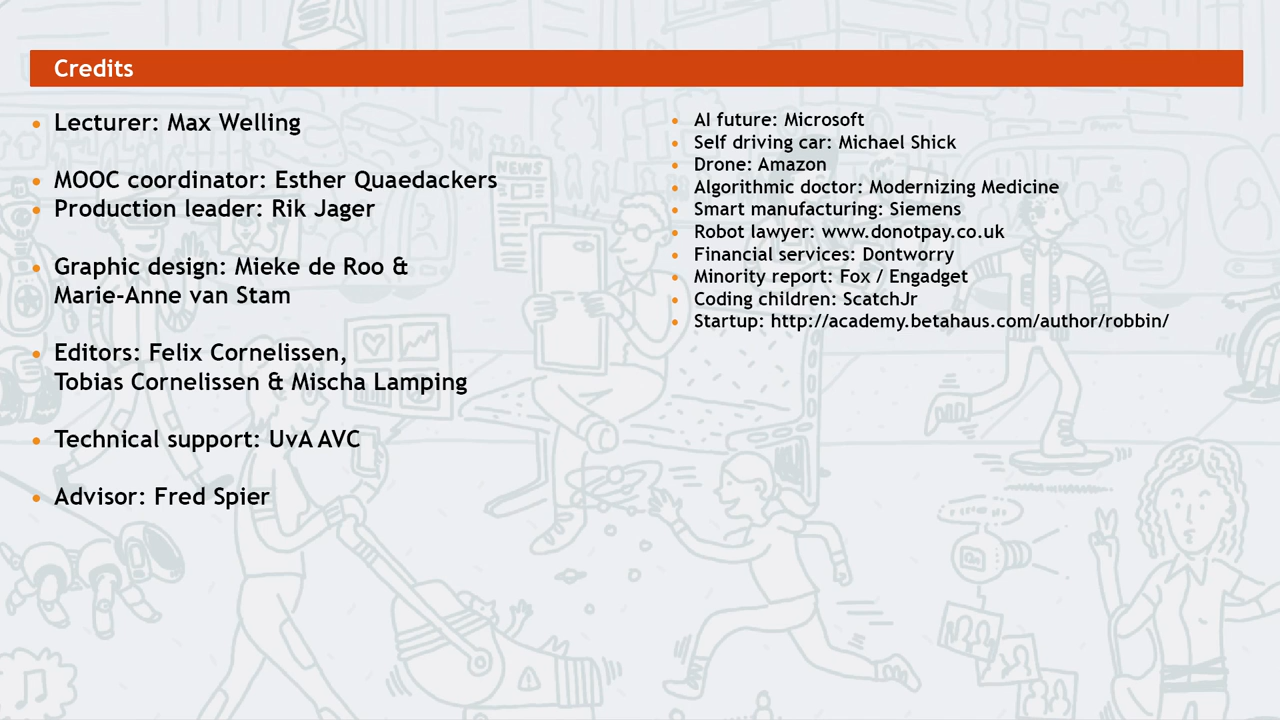 Credits
• Lecturer: Max Welling
• MOOC coordinator: Esther Quaedackers
• Production leader: Rik Jager
• Graphic design: Mieke de Roo &
Marie-Anne van Stam
• Editors: Felix Cornelissen,
Tobias Cornelissen & Mischa Lamping
• Technical support: UvA AVC
• Advisor: Fred Spier
• AI future: Microsoft
• Self driving car: Michael Shick
• Drone: Amazon
• Algorithmic doctor: Modernizing Medicine
• Smart manufacturing: Siemens
• Robot lawyer: www.donotpay.co.uk
• Financial services: Dontworry
• Minority report: Fox / Engadget
• Coding children: ScatchJr
• Startup: http://academy.betahaus.com/author/robbin/
NEWS